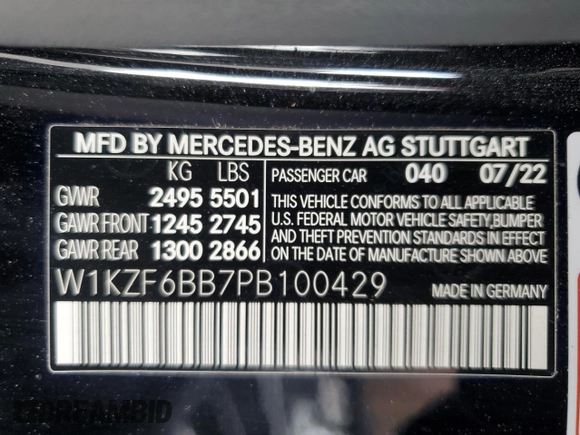 MFD BY MERCEDES-BENZ AG STUTTGART
KG LBS
PASSENGER CAR 040 07/22
GVWR 2495 5501
GAWR FRONT 1245 2745
GAWR REAR 1300 2866
THIS VEHICLE CONFORMS TO ALL APPLICABLE
U.S. FEDERAL MOTOR VEHICLE SAFETY, BUMPER
AND THEFT PREVENTION STANDARDS IN EFFECT
ON THE DATE OF MANUFACTURE SHOWN ABOVE.
W1KZF6BB7PB100429
MADE IN GERMANY
DREAMBID